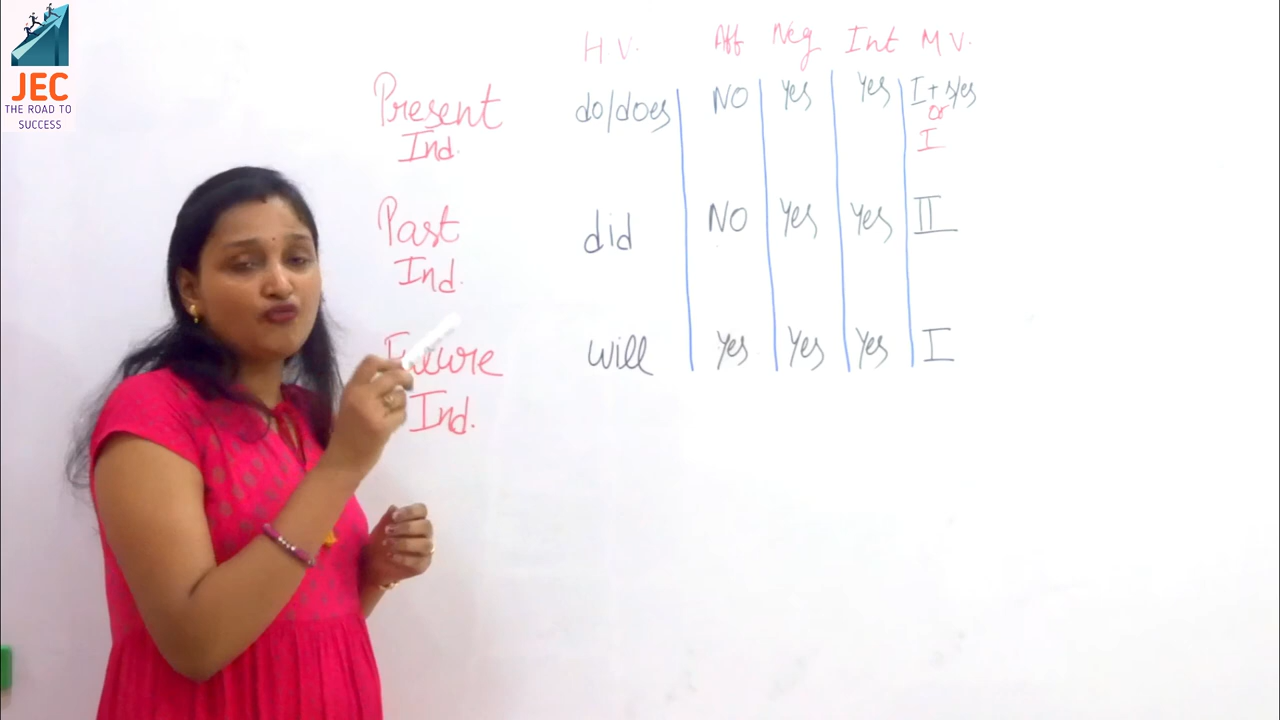 JEC
THE ROAD TO
SUCCESS
H V. Aff Neg Int M V.
Present Ind. do/does NO Yes Yes I + s/es or I
Past Ind. did NO Yes Yes II
Future Ind. will Yes Yes Yes I